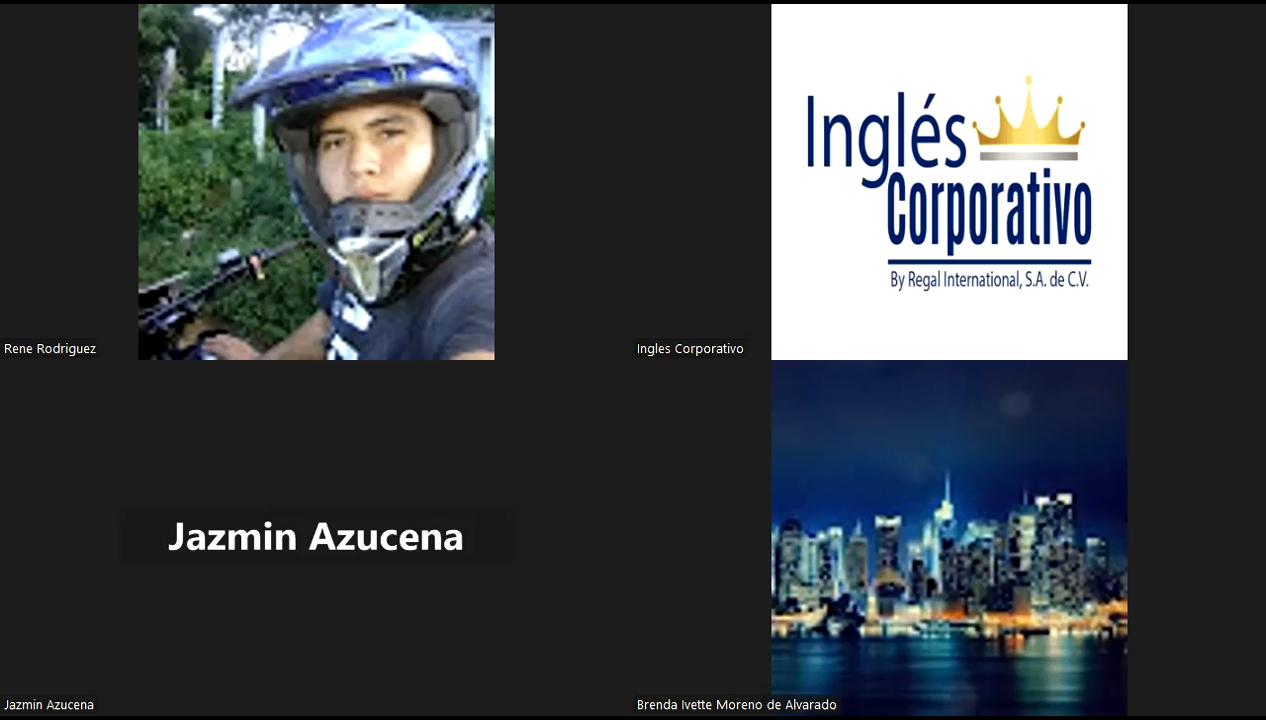 Inglés
Corporativo
By Regal International, S.A. de C.V.
Rene Rodriguez
Ingles Corporativo
Jazmin Azucena
Jazmin Azucena
Brenda Ivette Moreno de Alvarado